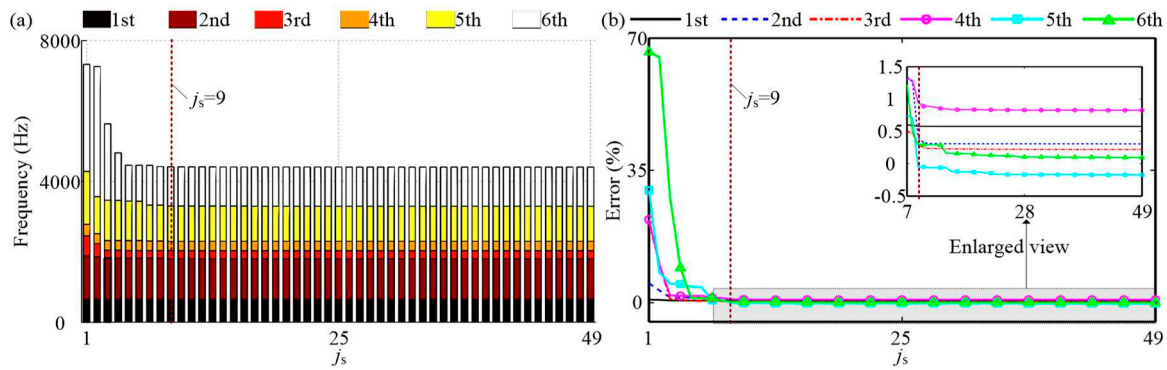 (a) 1st 2nd 3rd 4th 5th 6th
8000
4000
0
Frequency (Hz)
js=9
1 25 49
js
(b) 1st 2nd 3rd 4th 5th 6th
70
35
0
Error (%)
js=9
1.5
1
0.5
0
-0.5
7 28 49
Enlarged view
1 25 49
js